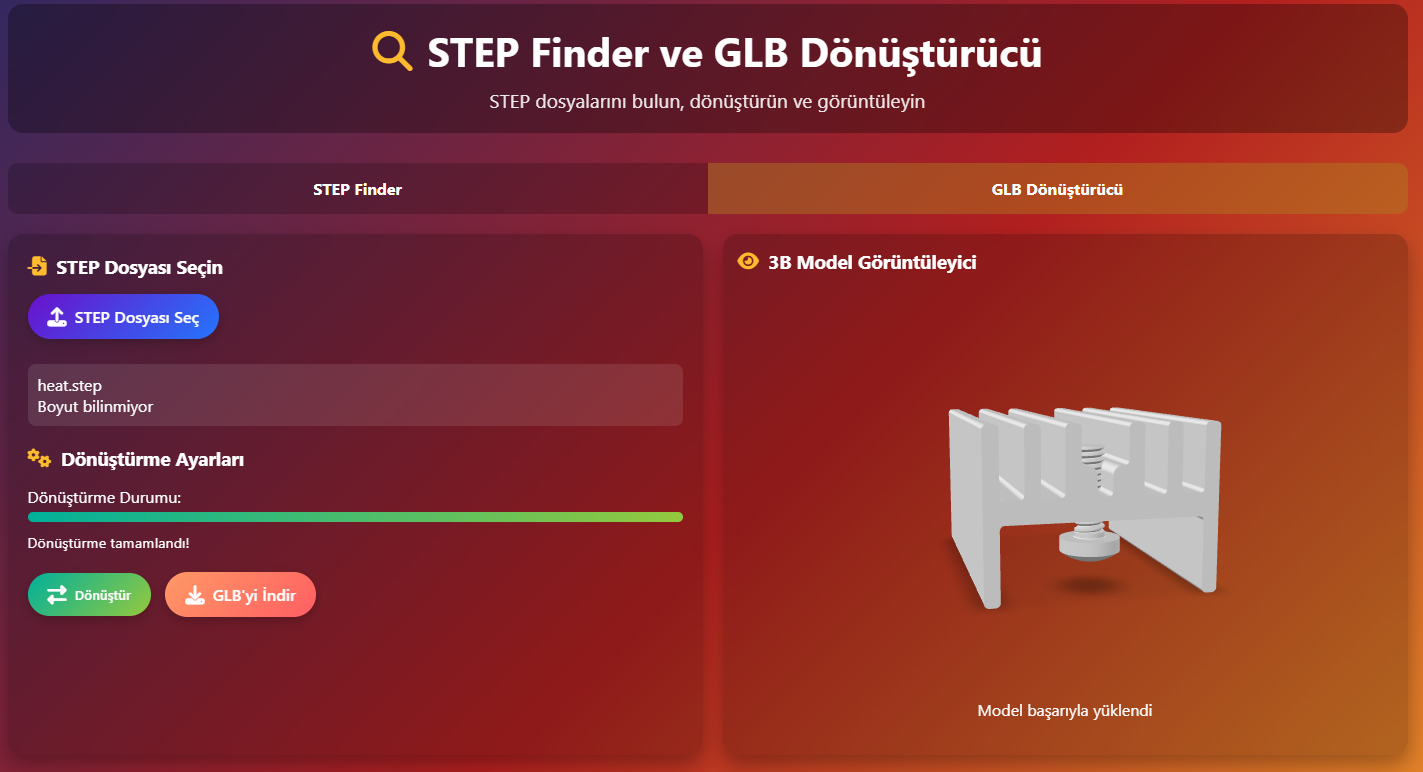 STEP Finder ve GLB Dönüştürücü
STEP dosyalarını bulun, dönüştürün ve görüntüleyin
STEP Finder
GLB Dönüştürücü
STEP Dosyası Seçin
STEP Dosyası Seç
heat.step
Boyut bilinmiyor
Dönüştürme Ayarları
Dönüştürme Durumu:
Dönüştürme tamamlandı!
Dönüştür
GLB'yi İndir
3B Model Görüntüleyici
Model başarıyla yüklendi